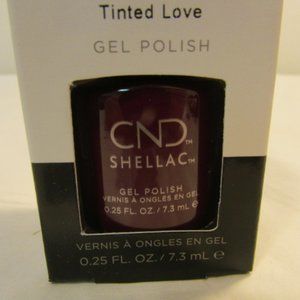 Tinted Love
GEL POLISH
CND™
SHELLAC™
GEL POLISH
VERNIS À ONGLES EN GEL
0.25 FL. OZ. / 7.3 mL ℮
VERNIS À ONGLES EN GEL
0.25 FL. OZ. / 7.3 mL ℮